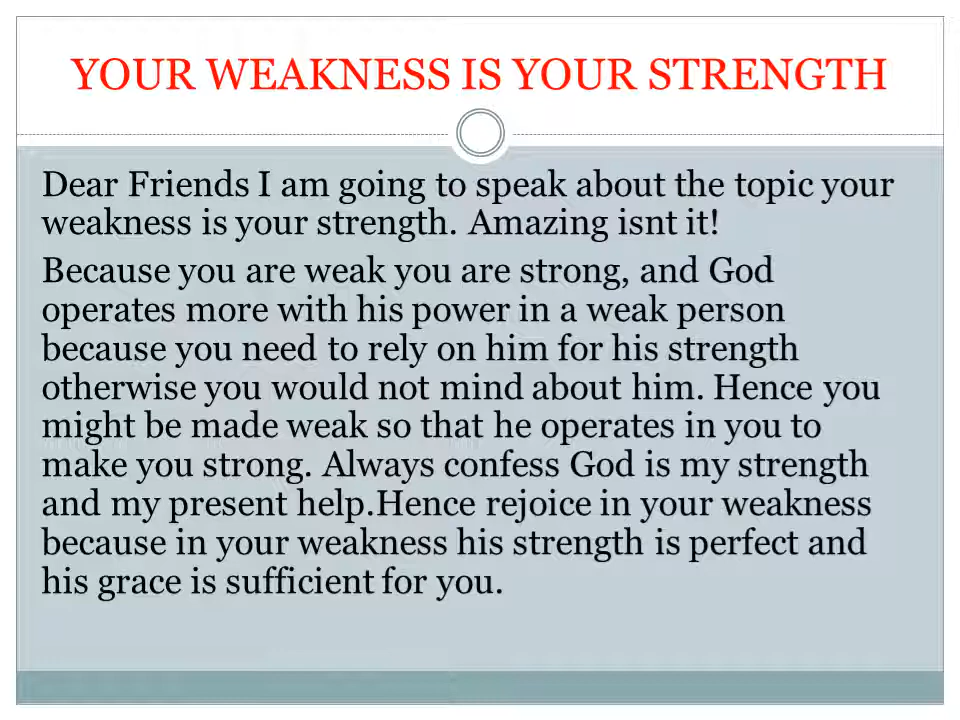 YOUR WEAKNESS IS YOUR STRENGTH
Dear Friends I am going to speak about the topic your
weakness is your strength. Amazing isnt it!
Because you are weak you are strong, and God
operates more with his power in a weak person
because you need to rely on him for his strength
otherwise you would not mind about him. Hence you
might be made weak so that he operates in you to
make you strong. Always confess God is my strength
and my present help.Hence rejoice in your weakness
because in your weakness his strength is perfect and
his grace is sufficient for you.